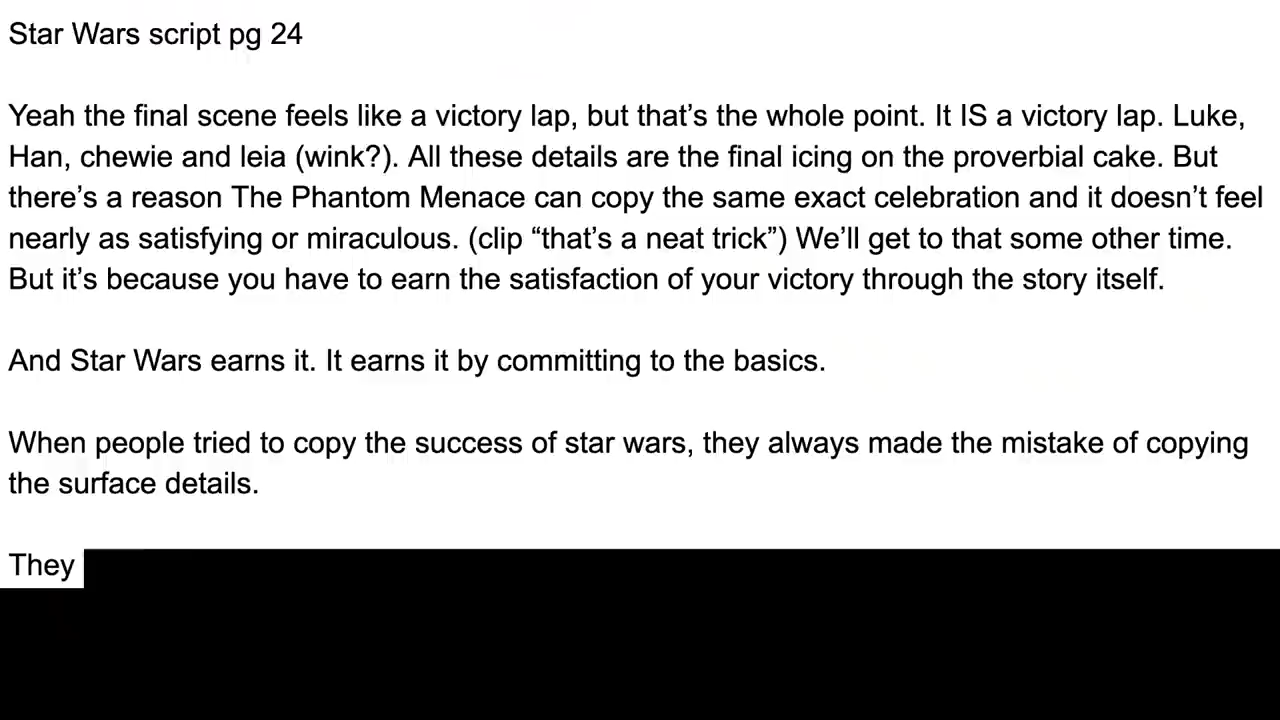 Star Wars script pg 24
Yeah the final scene feels like a victory lap, but that’s the whole point. It IS a victory lap. Luke,
Han, chewie and leia (wink?). All these details are the final icing on the proverbial cake. But
there’s a reason The Phantom Menace can copy the same exact celebration and it doesn’t feel
nearly as satisfying or miraculous. (clip “that’s a neat trick”) We’ll get to that some other time.
But it’s because you have to earn the satisfaction of your victory through the story itself.
And Star Wars earns it. It earns it by committing to the basics.
When people tried to copy the success of star wars, they always made the mistake of copying
the surface details.
They